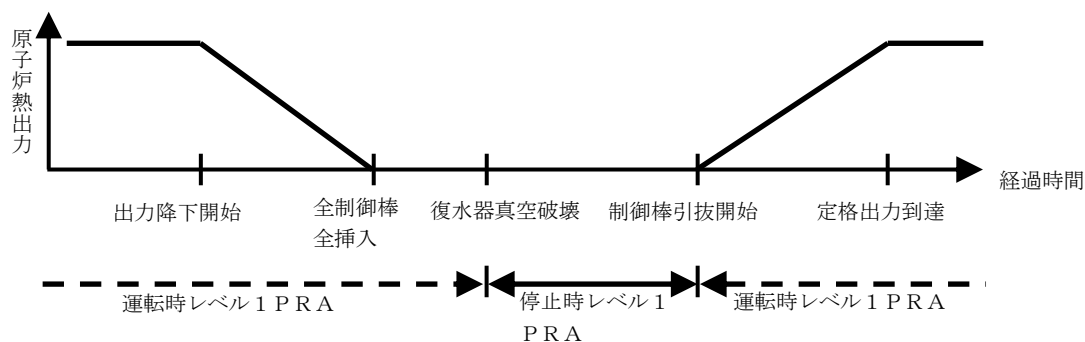 原子炉熱出力
経過時間
出力降下開始
全制御棒
全挿入
復水器真空破壊
制御棒引抜開始
定格出力到達
運転時レベル１ＰＲＡ
停止時レベル１
ＰＲＡ
運転時レベル１ＰＲＡ